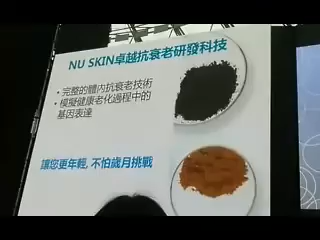 NU SKIN卓越抗衰老研發科技
• 完整的體內抗衰老技術
• 模擬健康老化過程中的
基因表達
讓您更年輕, 不怕歲月挑戰